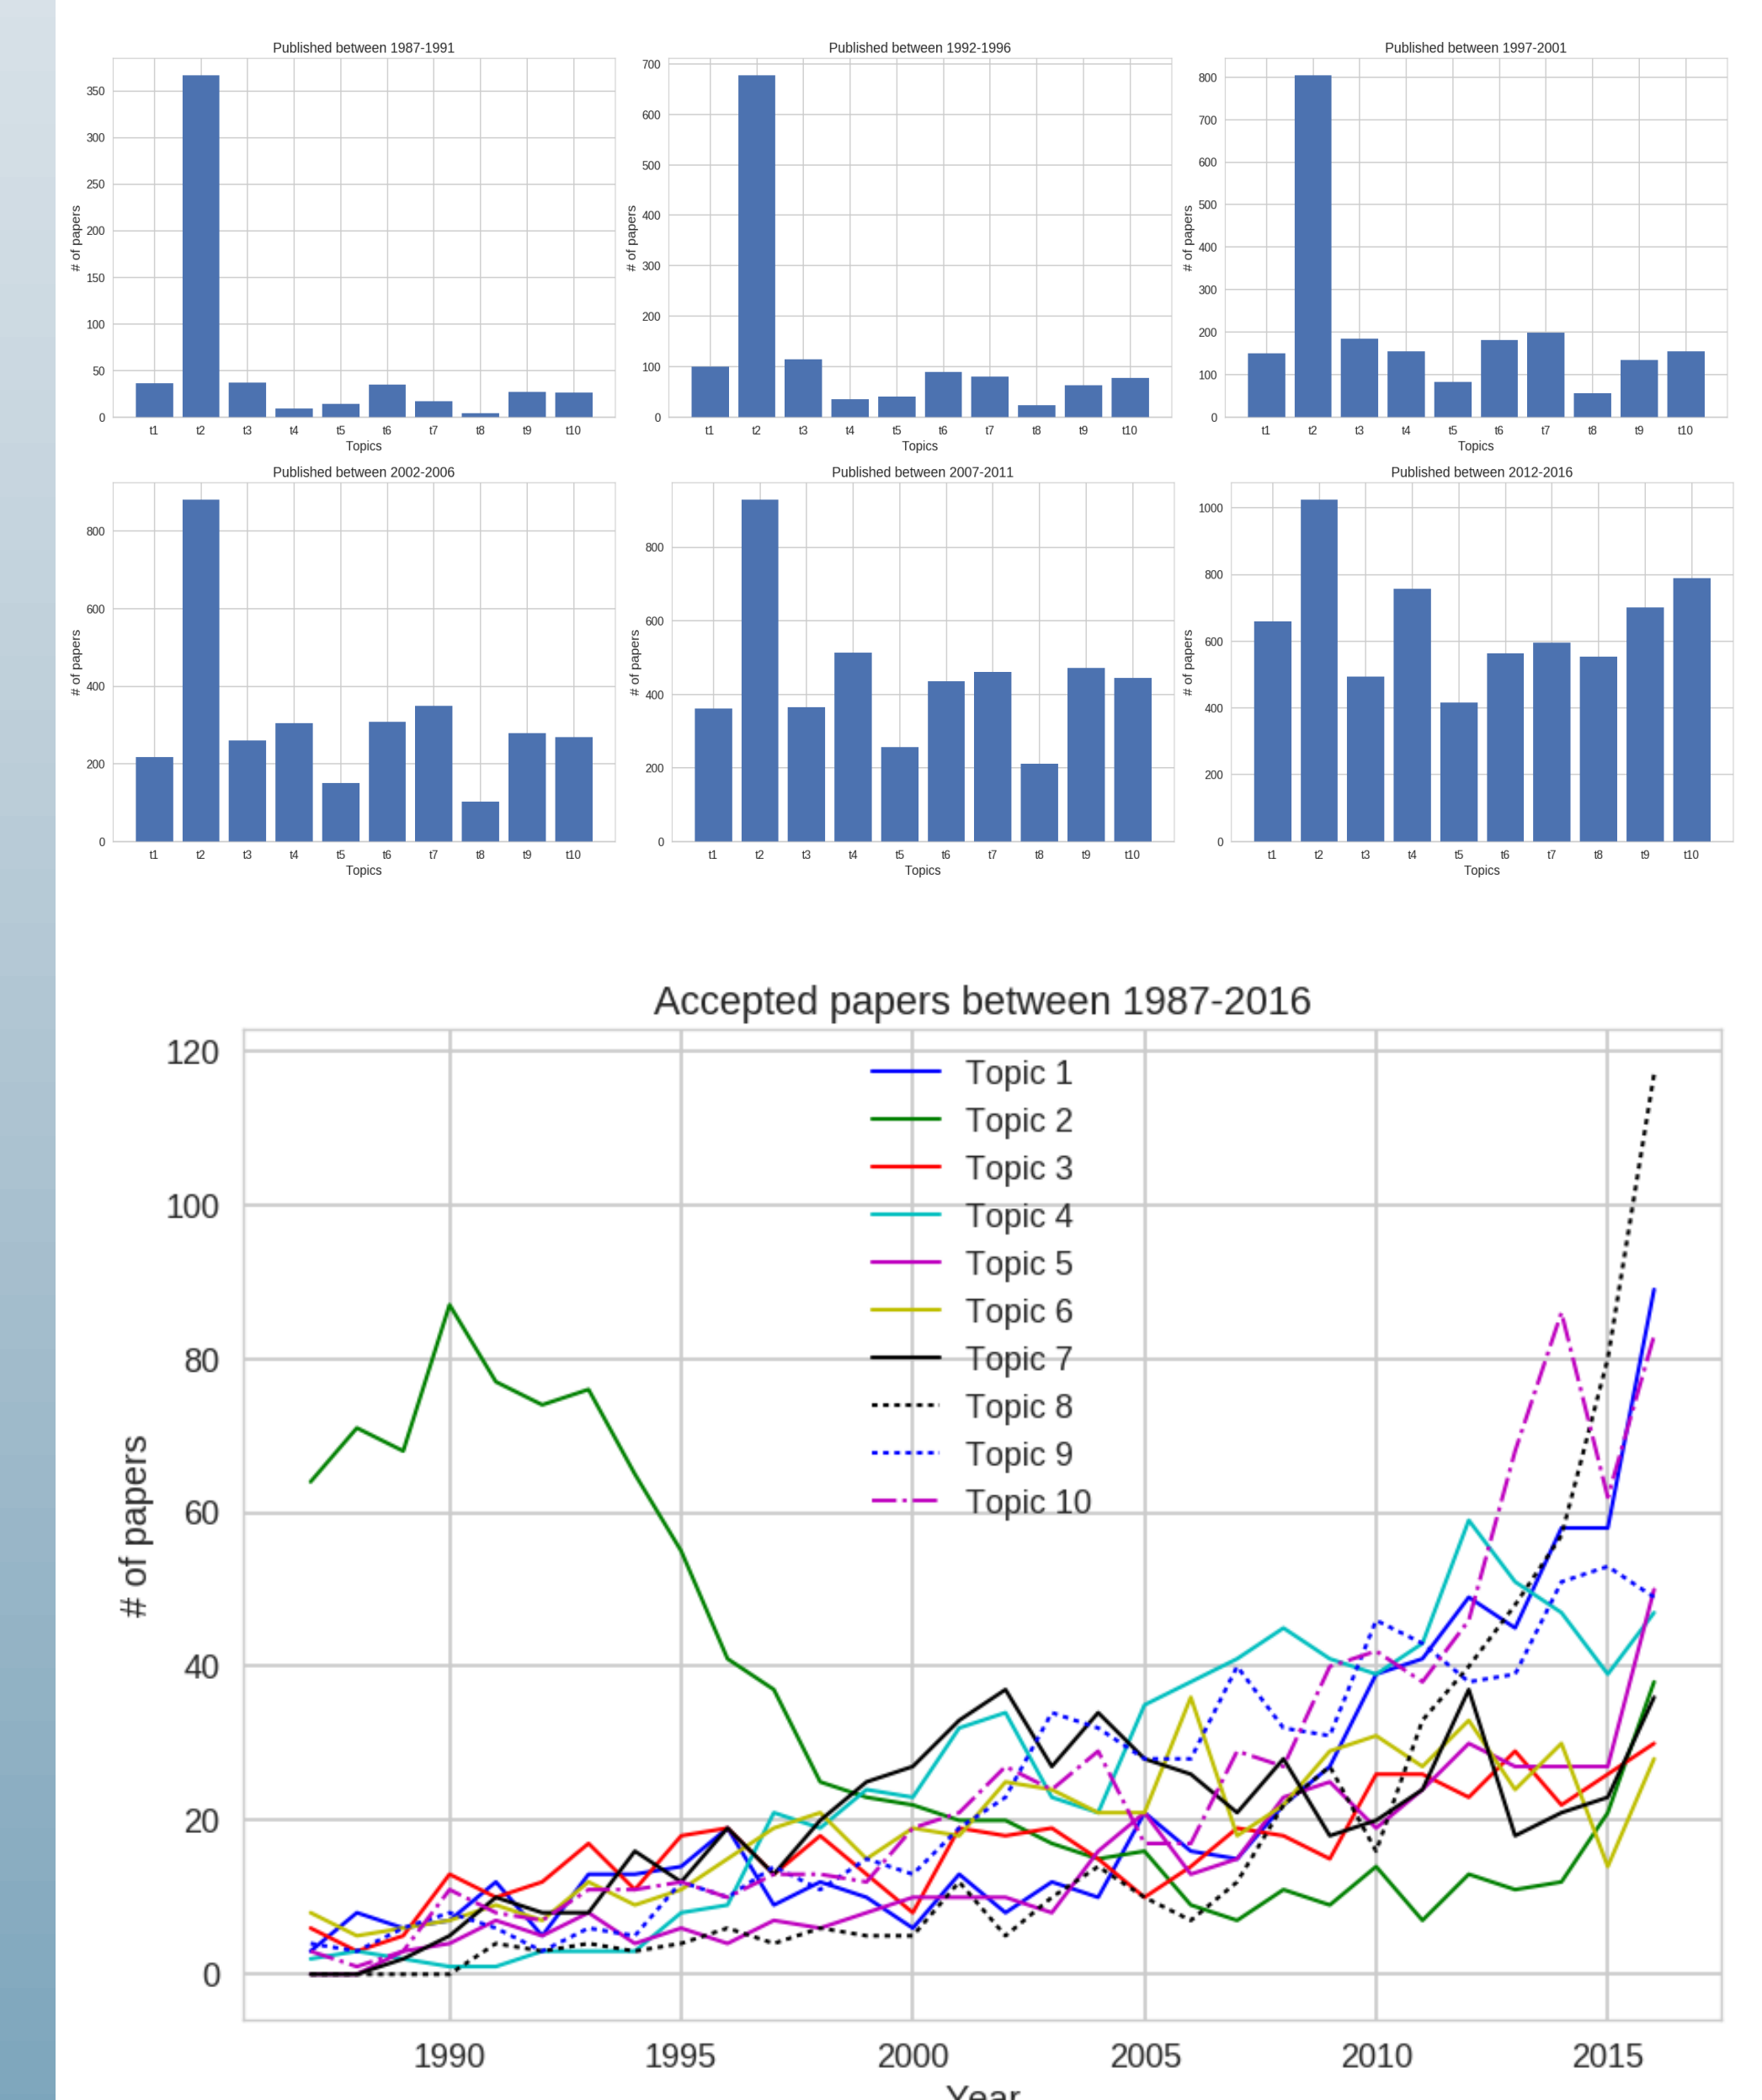 Published between 1987-1991
# of papers
350
300
250
200
150
100
50
0
t1 t2 t3 t4 t5 t6 t7 t8 t9 t10
Topics
Published between 1992-1996
# of papers
700
600
500
400
300
200
100
0
t1 t2 t3 t4 t5 t6 t7 t8 t9 t10
Topics
Published between 1997-2001
# of papers
800
700
600
500
400
300
200
100
0
t1 t2 t3 t4 t5 t6 t7 t8 t9 t10
Topics
Published between 2002-2006
# of papers
800
600
400
200
0
t1 t2 t3 t4 t5 t6 t7 t8 t9 t10
Topics
Published between 2007-2011
# of papers
800
600
400
200
0
t1 t2 t3 t4 t5 t6 t7 t8 t9 t10
Topics
Published between 2012-2016
# of papers
1000
800
600
400
200
0
t1 t2 t3 t4 t5 t6 t7 t8 t9 t10
Topics
Accepted papers between 1987-2016
# of papers
120
100
80
60
40
20
0
Topic 1
Topic 2
Topic 3
Topic 4
Topic 5
Topic 6
Topic 7
Topic 8
Topic 9
Topic 10
1990 1995 2000 2005 2010 2015
Year